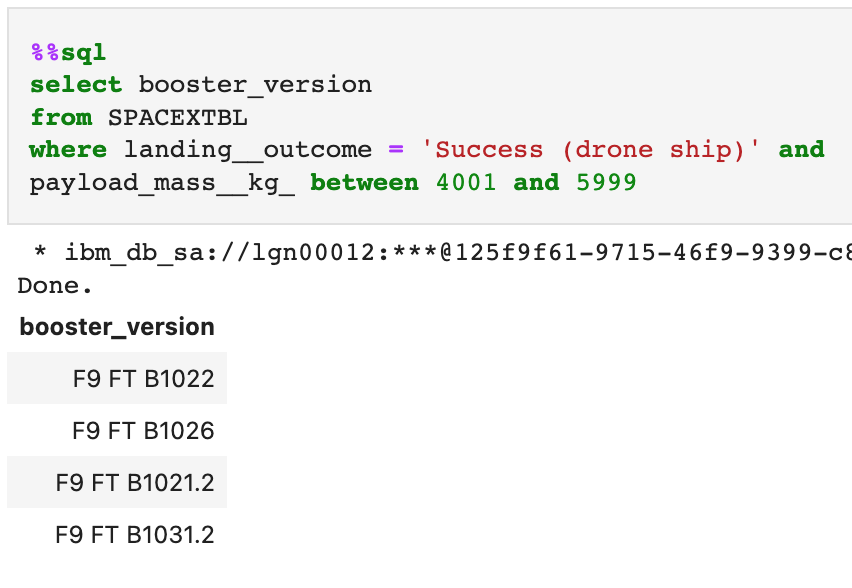 %%sql
select booster_version
from SPACEXTBL
where landing__outcome = 'Success (drone ship)' and
payload_mass__kg_ between 4001 and 5999
* ibm_db_sa://lgn00012:***@125f9f61-9715-46f9-9399-c8
Done.
booster_version
F9 FT B1022
F9 FT B1026
F9 FT B1021.2
F9 FT B1031.2